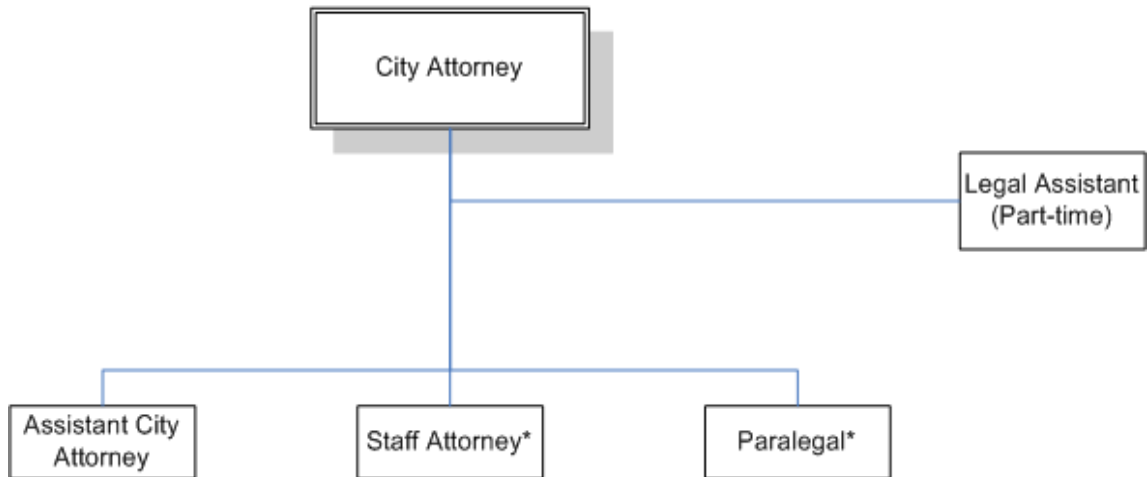 City Attorney
Legal Assistant
(Part-time)
Assistant City
Attorney
Staff Attorney*
Paralegal*